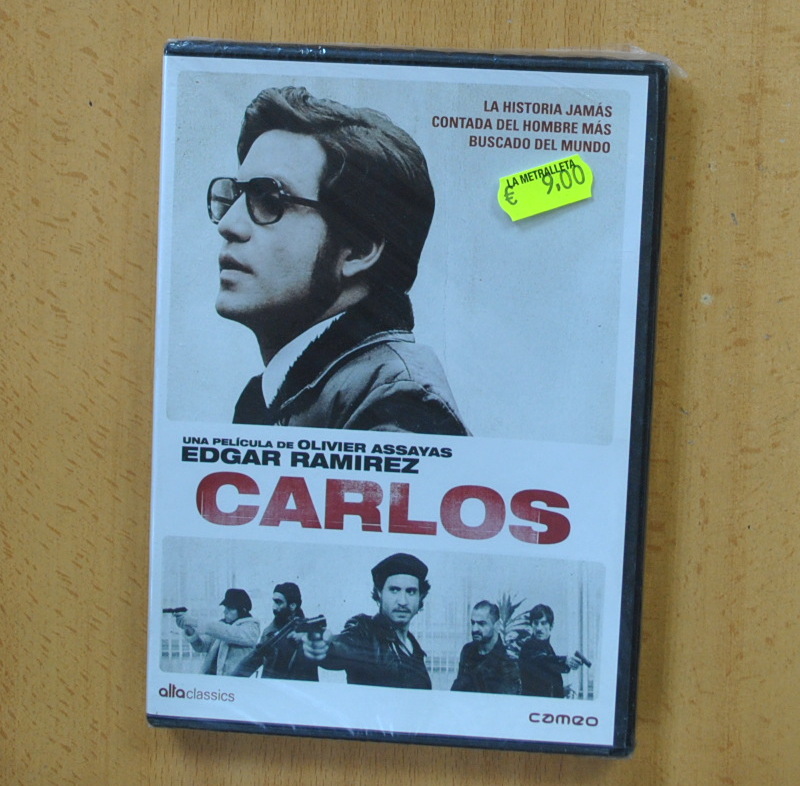 LA HISTORIA JAMÁS
CONTADA DEL HOMBRE MÁS
BUSCADO DEL MUNDO
LA METRALLETA
€ 9,00
UNA PELÍCULA DE OLIVIER ASSAYAS
EDGAR RAMIREZ
CARLOS
altaclassics
cameo